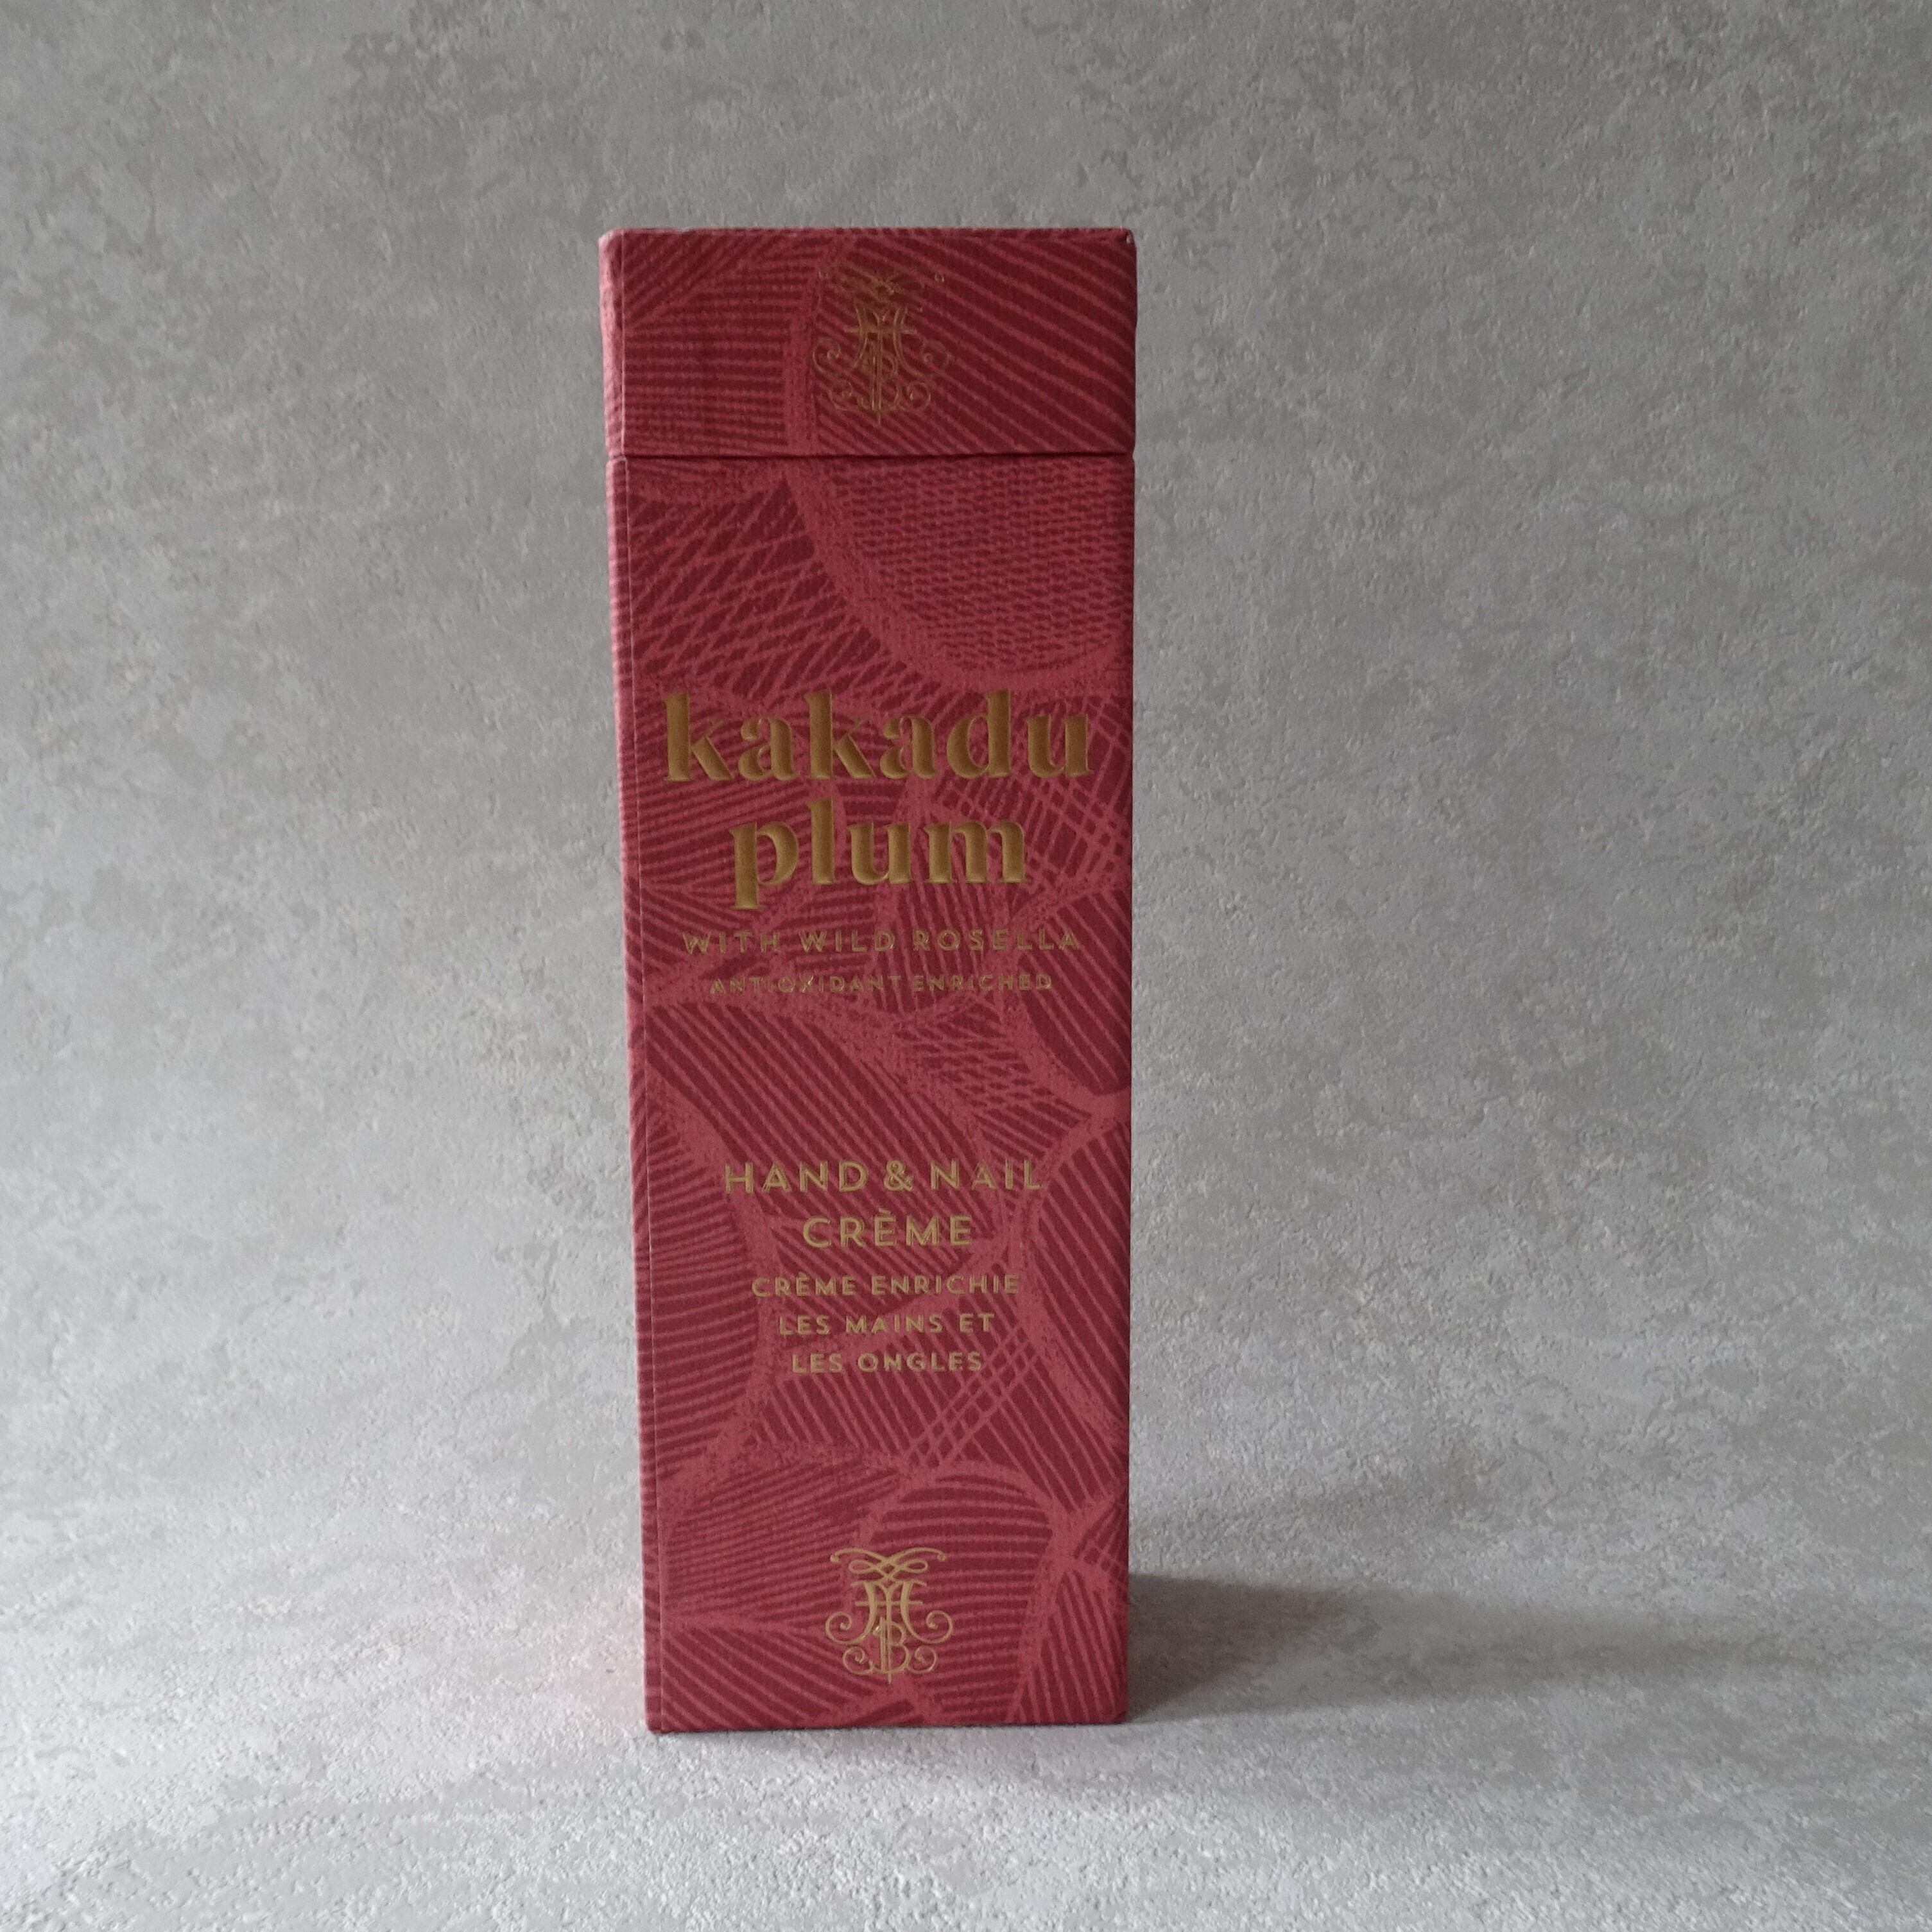 kakadu
plum
WITH WILD ROSELLA
ANTIOXIDANT ENRICHED
HAND & NAIL
CRÈME
CRÈME ENRICHIE
LES MAINS ET
LES ONGLES